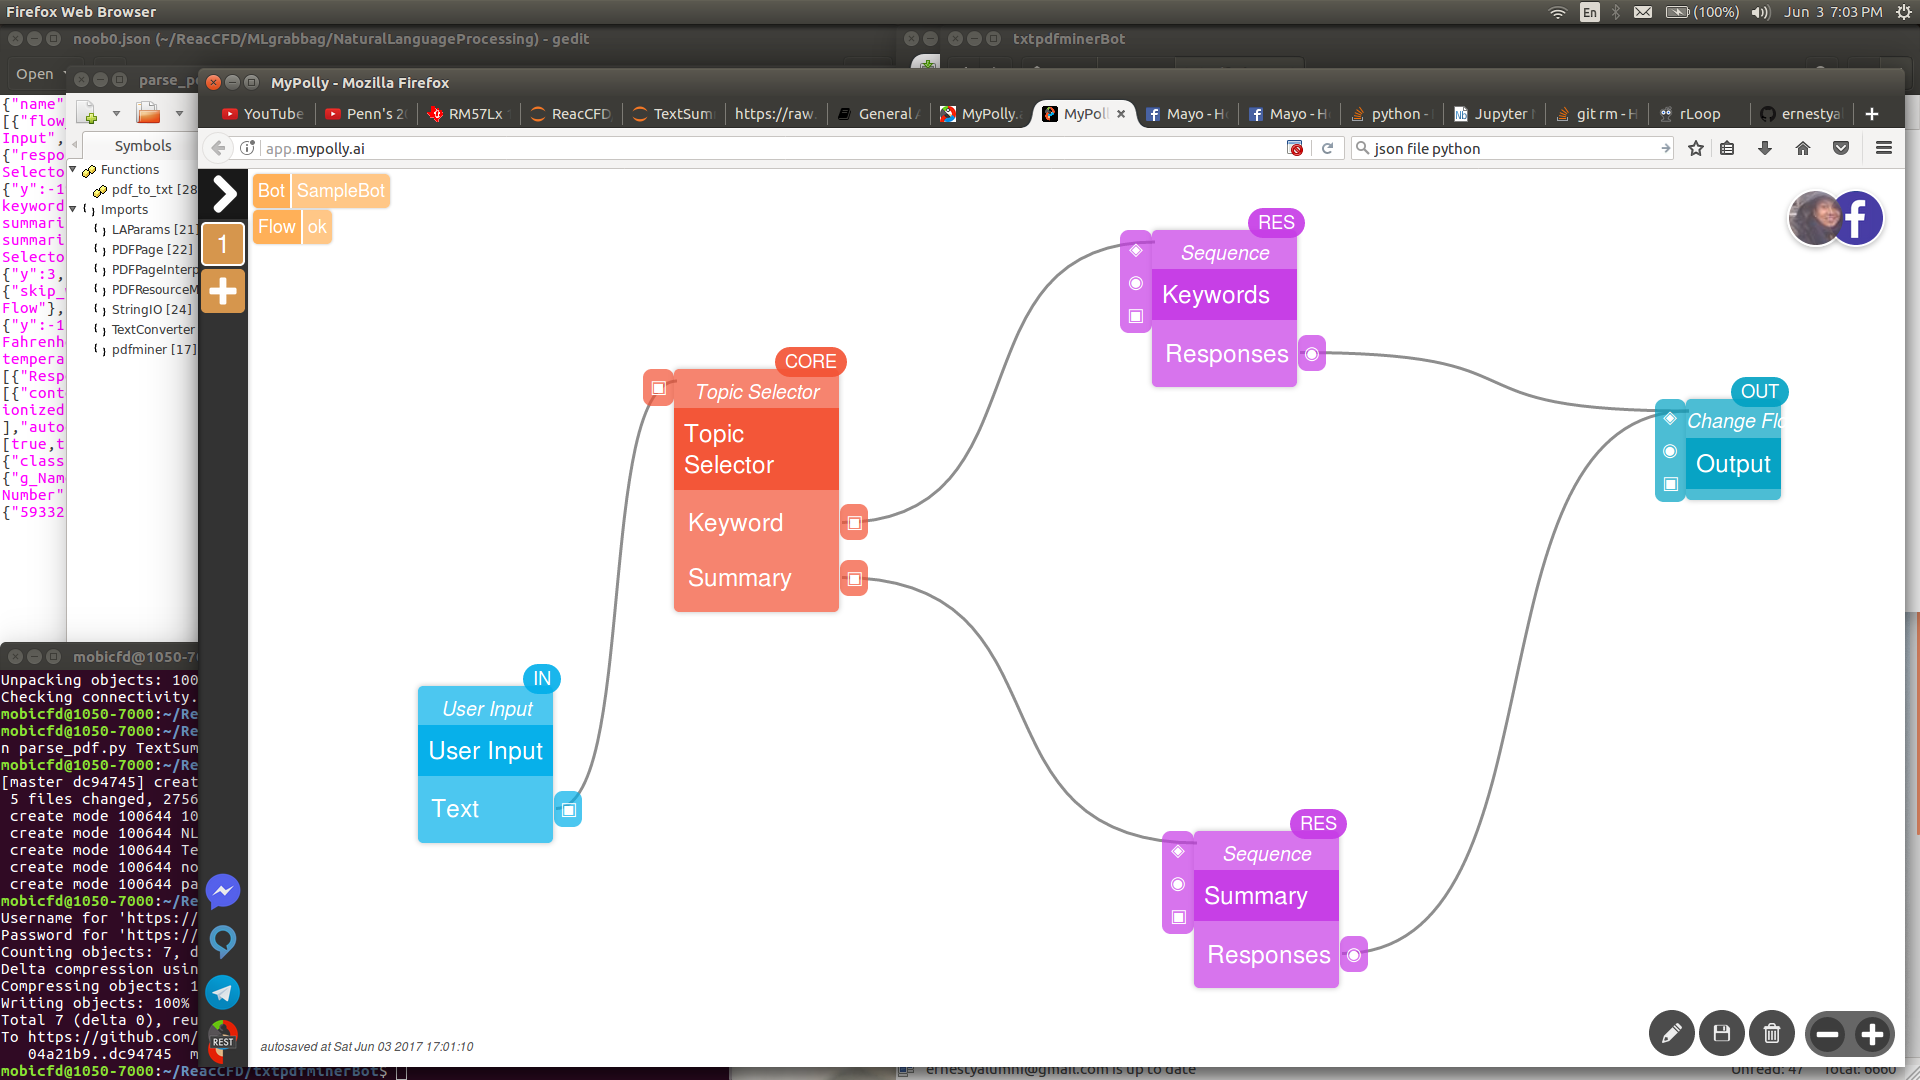 Firefox Web Browser
En
(100%)
Jun 3 7:03 PM
noob0.json (~/ReacCFD/MLgrabbag/NaturalLanguageProcessing) - gedit
txtpdfminerBot
Open
parse_p
MyPolly - Mozilla Firefox
YouTube
Penn's 2
RM57Lx
ReacCFD
TextSum
https://raw.
General
MyPolly.
MyPoll
Mayo - H
Mayo - H
python -
Jupyter
git rm - H
rLoop
ernestya
app.mypolly.ai
json file python
{"name"
[{"flow
Input",
{"respo
Selecto
{"y":-1
keyword
summari
summari
Selecto
{"y":3,
{"skip_
Flow"},
{"y":-1
Fahrenh
tempera
[{"Resp
[{"cont
ionized
],"auto
[true,t
{"class
{"g_Nam
Number"
{"59332
Symbols
Functions
pdf_to_txt [28
Imports
LAParams [21]
PDFPage [22]
PDFPageInterp
PDFResourceM
StringIO [24]
TextConverter
pdfminer [17]
mobicfd@1050-7
Unpacking objects: 100
Checking connectivity.
mobicfd@1050-7000:~/Re
mobicfd@1050-7000:~/Re
n parse_pdf.py TextSum
mobicfd@1050-7000:~/Re
[master dc94745] creat
5 files changed, 2756
create mode 100644 10
create mode 100644 NL
create mode 100644 Te
create mode 100644 no
create mode 100644 pa
mobicfd@1050-7000:~/Re
Username for 'https://
Password for 'https://
Counting objects: 7, d
Delta compression usin
Compressing objects: 1
Writing objects: 100%
Total 7 (delta 0), reu
To https://github.com/
04a21b9..dc94745 m
mobicfd@1050-7000:~/ReacCFD/txtpdfminerBot$
1
REST
Bot SampleBot
Flow ok
IN
User Input
User Input
Text
CORE
Topic Selector
Topic
Selector
Keyword
Summary
RES
Sequence
Keywords
Responses
RES
Sequence
Summary
Responses
OUT
Change Flo
Output
autosaved at Sat Jun 03 2017 17:01:10
ernestyalumni@gmail.com is up to date
Unread: 47
Total: 6660